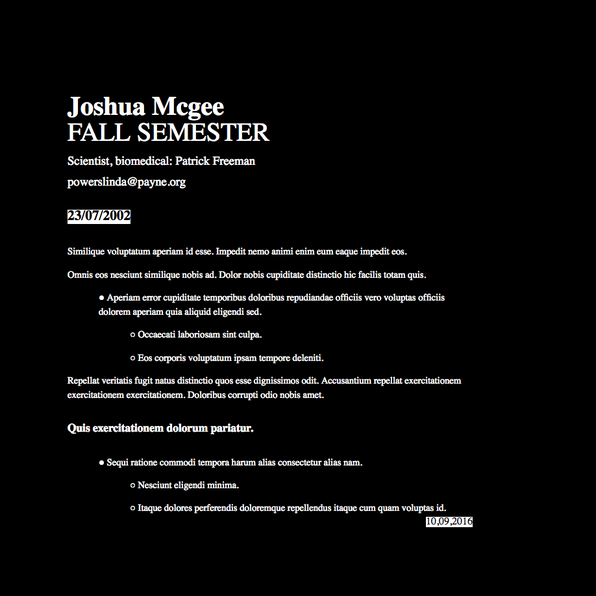 Joshua Mcgee
FALL SEMESTER
Scientist, biomedical: Patrick Freeman
powerslinda@payne.org
23/07/2002
Similique voluptatum aperiam id esse. Impedit nemo animi enim eum eaque impedit eos.
Omnis eos nesciunt similique nobis ad. Dolor nobis cupiditate distinctio hic facilis totam quis.
● Aperiam error cupiditate temporibus doloribus repudiandae officiis vero voluptas officiis
dolorem aperiam quia aliquid eligendi sed.
○ Occaecati laboriosam sint culpa.
○ Eos corporis voluptatum ipsam tempore deleniti.
Repellat veritatis fugit natus distinctio quos esse dignissimos odit. Accusantium repellat exercitationem
exercitationem exercitationem. Doloribus corrupti odio nobis amet.
Quis exercitationem dolorum pariatur.
● Sequi ratione commodi tempora harum alias consectetur alias nam.
○ Nesciunt eligendi minima.
○ Itaque dolores perferendis doloremque repellendus itaque cum quam voluptas id.
10,09,2016